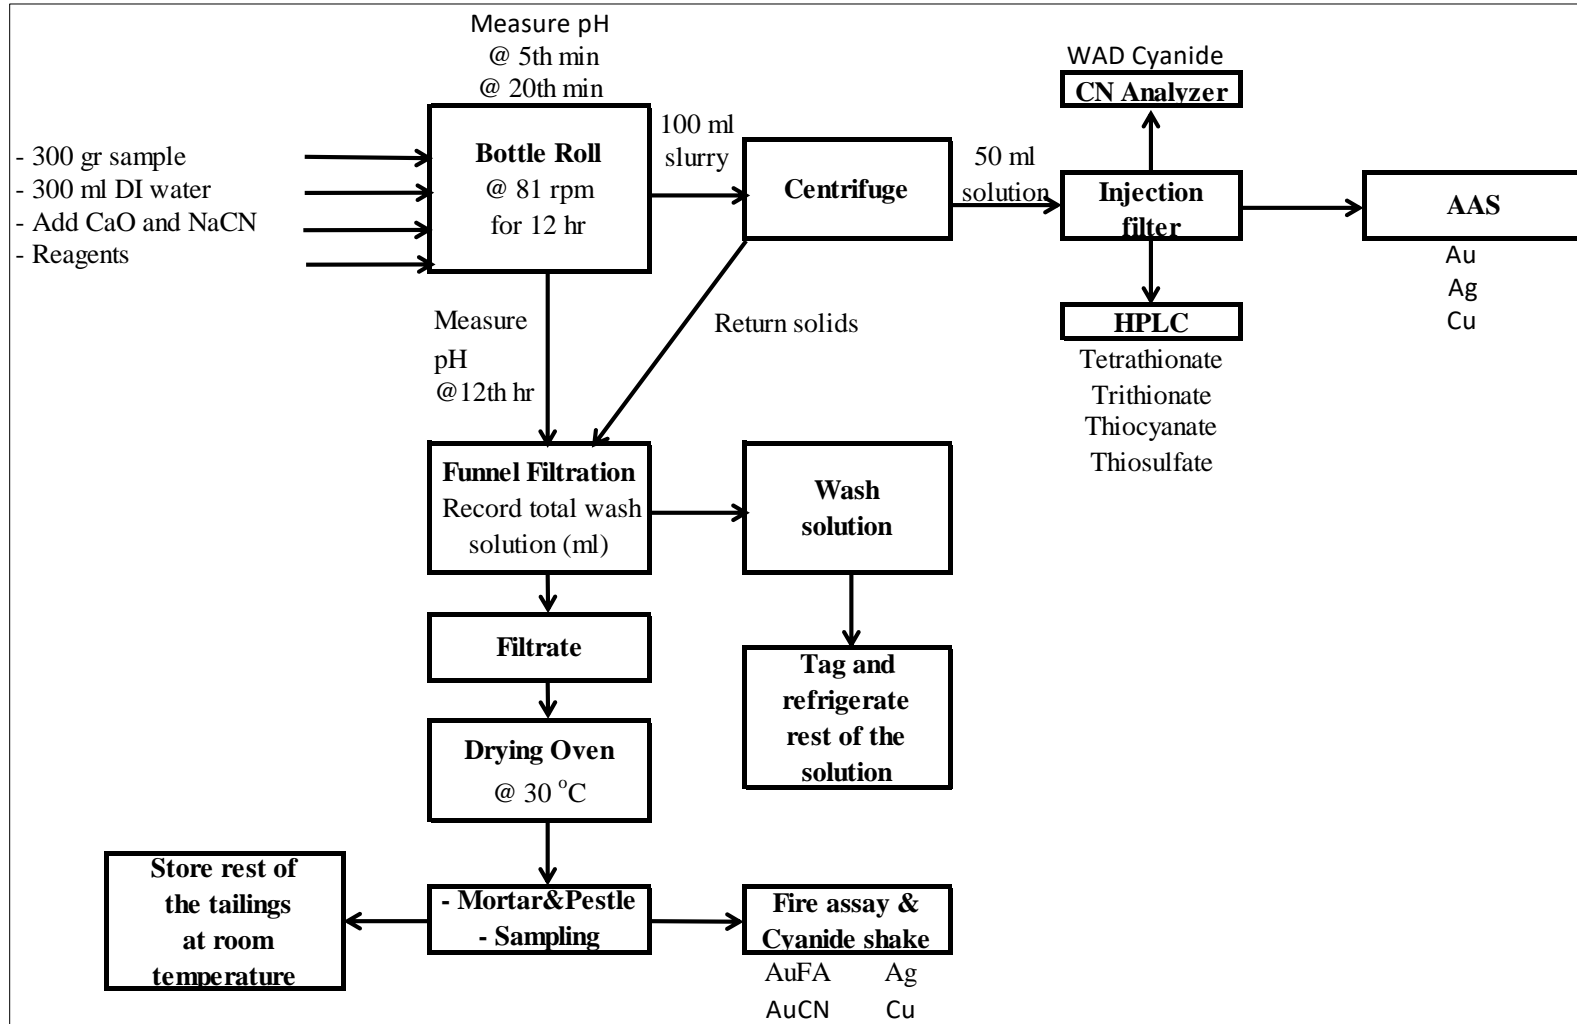 Measure pH
@ 5th min
@ 20th min
- 300 gr sample
- 300 ml DI water
- Add CaO and NaCN
- Reagents
Bottle Roll
@ 81 rpm
for 12 hr
100 ml
slurry
Centrifuge
50 ml
solution
WAD Cyanide
CN Analyzer
Injection
filter
AAS
Au
Ag
Cu
HPLC
Tetrathionate
Trithionate
Thiocyanate
Thiosulfate
Measure
pH
@12th hr
Return solids
Funnel Filtration
Record total wash
solution (ml)
Wash
solution
Filtrate
Tag and
refrigerate
rest of the
solution
Drying Oven
@ 30 °C
Store rest of
the tailings
at room
temperature
- Mortar&Pestle
- Sampling
Fire assay &
Cyanide shake
AuFA Ag
AuCN Cu